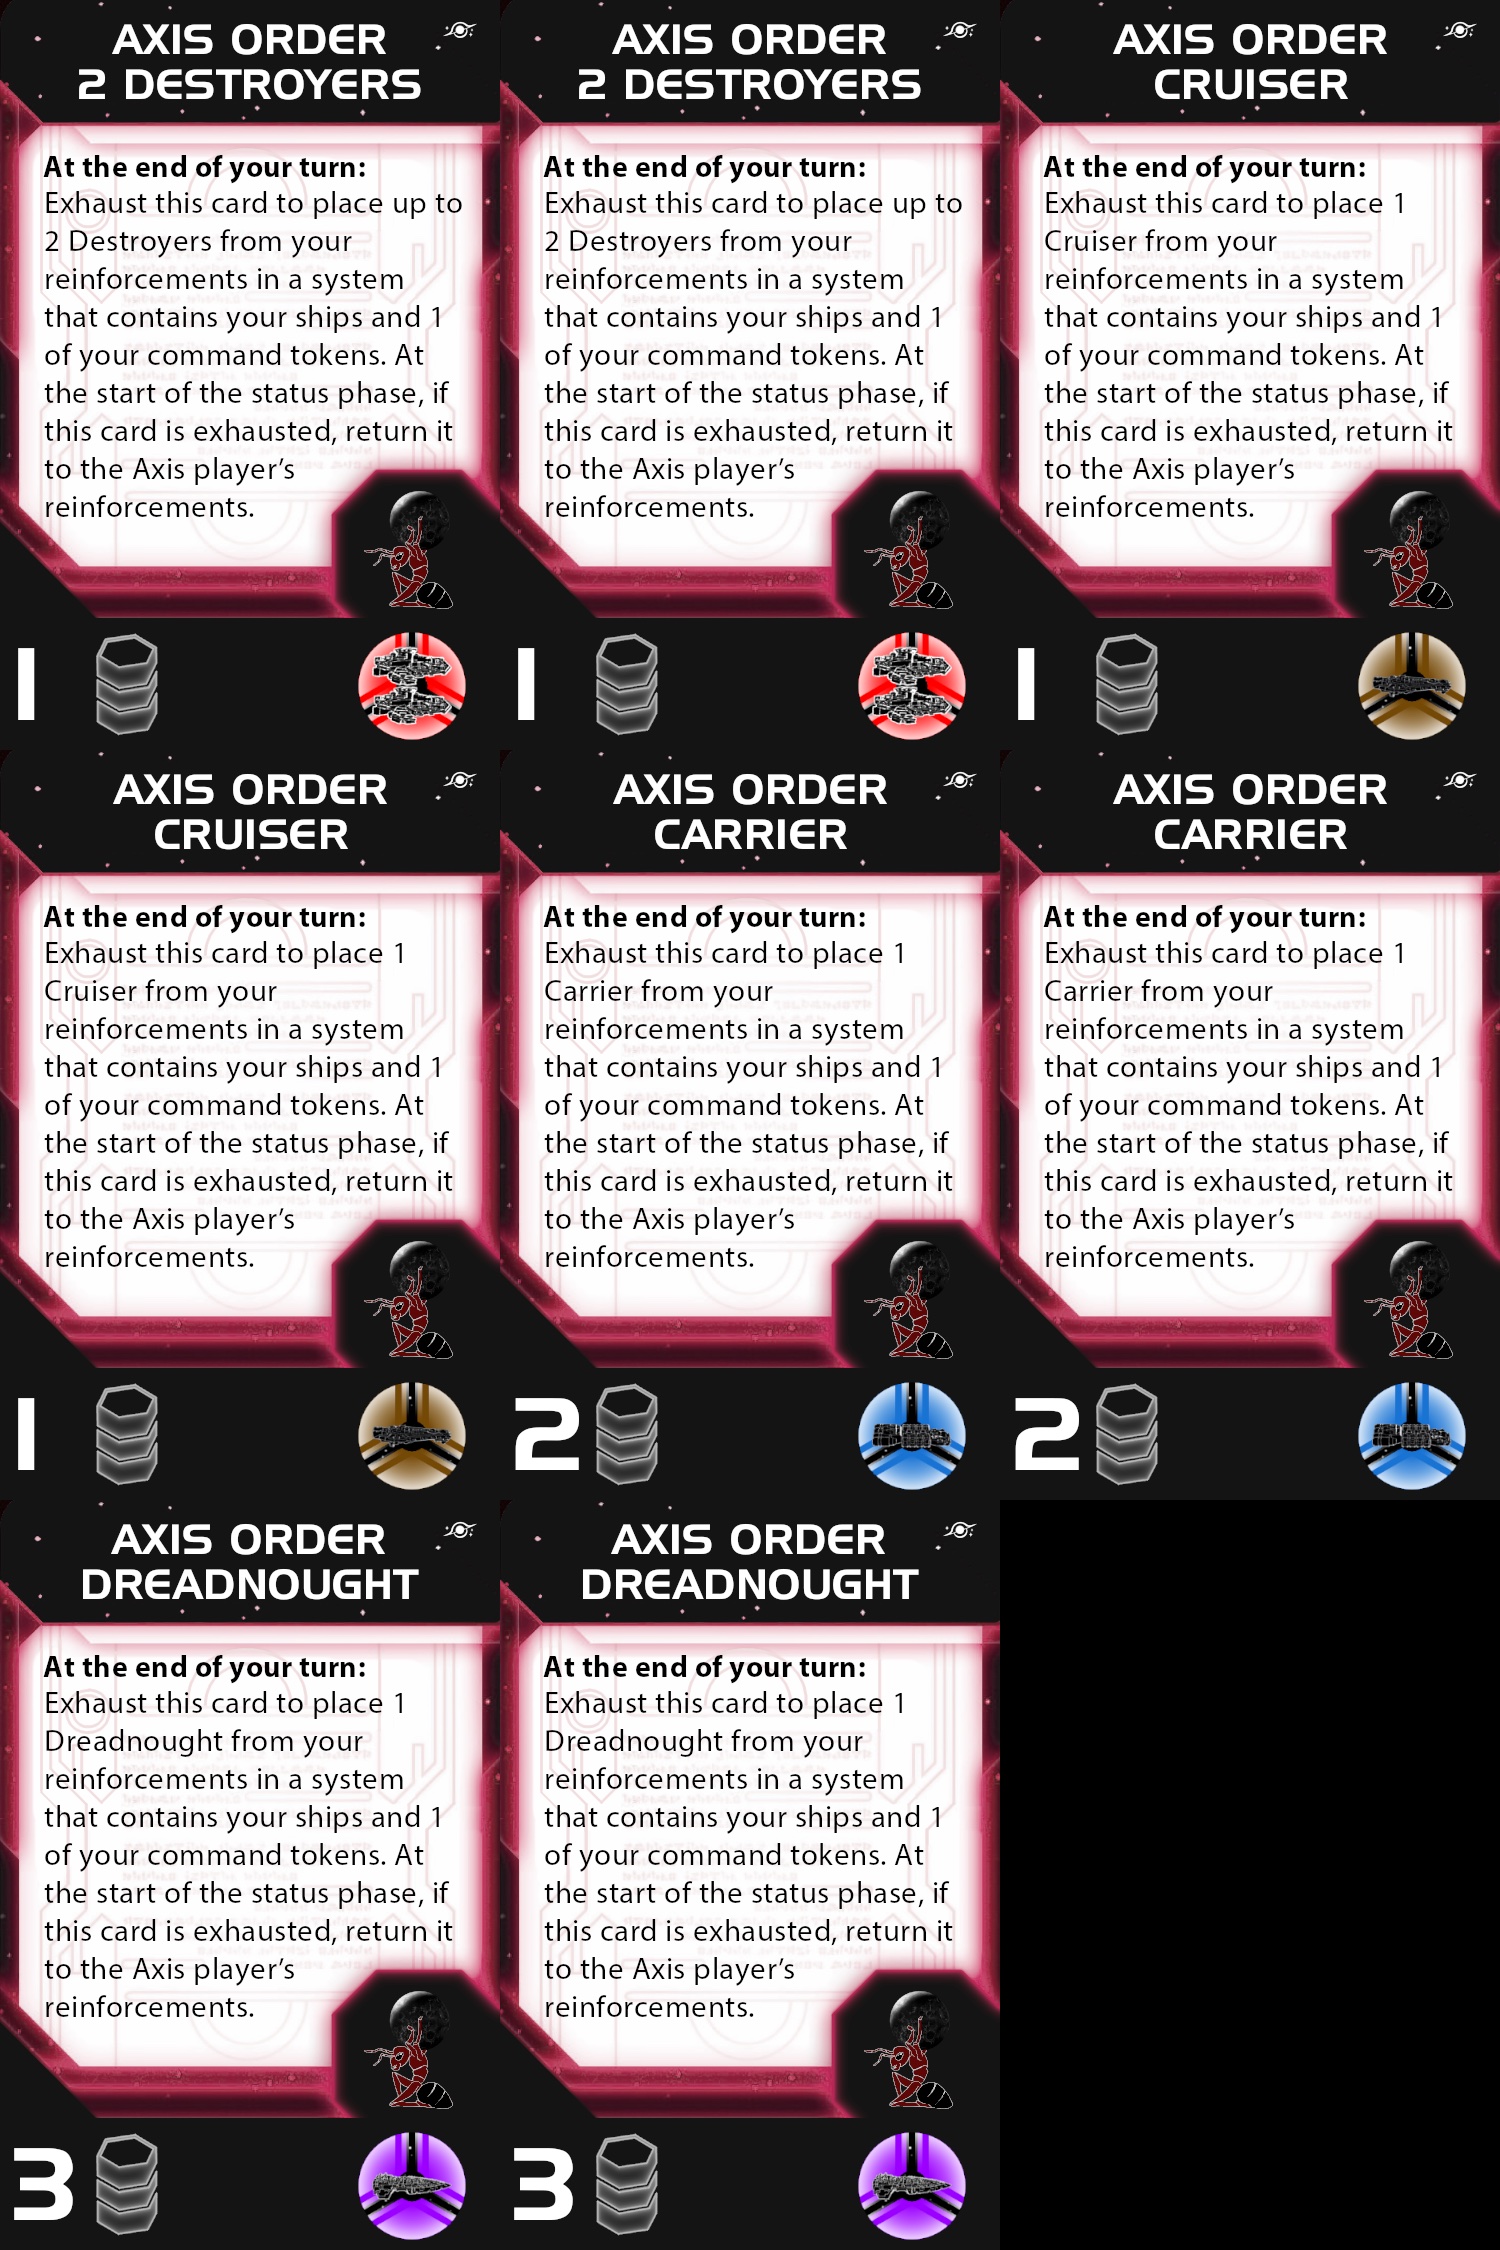 AXIS ORDER
2 DESTROYERS
At the end of your turn:
Exhaust this card to place up to
2 Destroyers from your
reinforcements in a system
that contains your ships and 1
of your command tokens. At
the start of the status phase, if
this card is exhausted, return it
to the Axis player’s
reinforcements.
1
AXIS ORDER
2 DESTROYERS
At the end of your turn:
Exhaust this card to place up to
2 Destroyers from your
reinforcements in a system
that contains your ships and 1
of your command tokens. At
the start of the status phase, if
this card is exhausted, return it
to the Axis player’s
reinforcements.
1
AXIS ORDER
CRUISER
At the end of your turn:
Exhaust this card to place 1
Cruiser from your
reinforcements in a system
that contains your ships and 1
of your command tokens. At
the start of the status phase, if
this card is exhausted, return it
to the Axis player’s
reinforcements.
1
AXIS ORDER
CRUISER
At the end of your turn:
Exhaust this card to place 1
Cruiser from your
reinforcements in a system
that contains your ships and 1
of your command tokens. At
the start of the status phase, if
this card is exhausted, return it
to the Axis player’s
reinforcements.
1
AXIS ORDER
CARRIER
At the end of your turn:
Exhaust this card to place 1
Carrier from your
reinforcements in a system
that contains your ships and 1
of your command tokens. At
the start of the status phase, if
this card is exhausted, return it
to the Axis player’s
reinforcements.
2
AXIS ORDER
CARRIER
At the end of your turn:
Exhaust this card to place 1
Carrier from your
reinforcements in a system
that contains your ships and 1
of your command tokens. At
the start of the status phase, if
this card is exhausted, return it
to the Axis player’s
reinforcements.
2
AXIS ORDER
DREADNOUGHT
At the end of your turn:
Exhaust this card to place 1
Dreadnought from your
reinforcements in a system
that contains your ships and 1
of your command tokens. At
the start of the status phase, if
this card is exhausted, return it
to the Axis player’s
reinforcements.
3
AXIS ORDER
DREADNOUGHT
At the end of your turn:
Exhaust this card to place 1
Dreadnought from your
reinforcements in a system
that contains your ships and 1
of your command tokens. At
the start of the status phase, if
this card is exhausted, return it
to the Axis player’s
reinforcements.
3